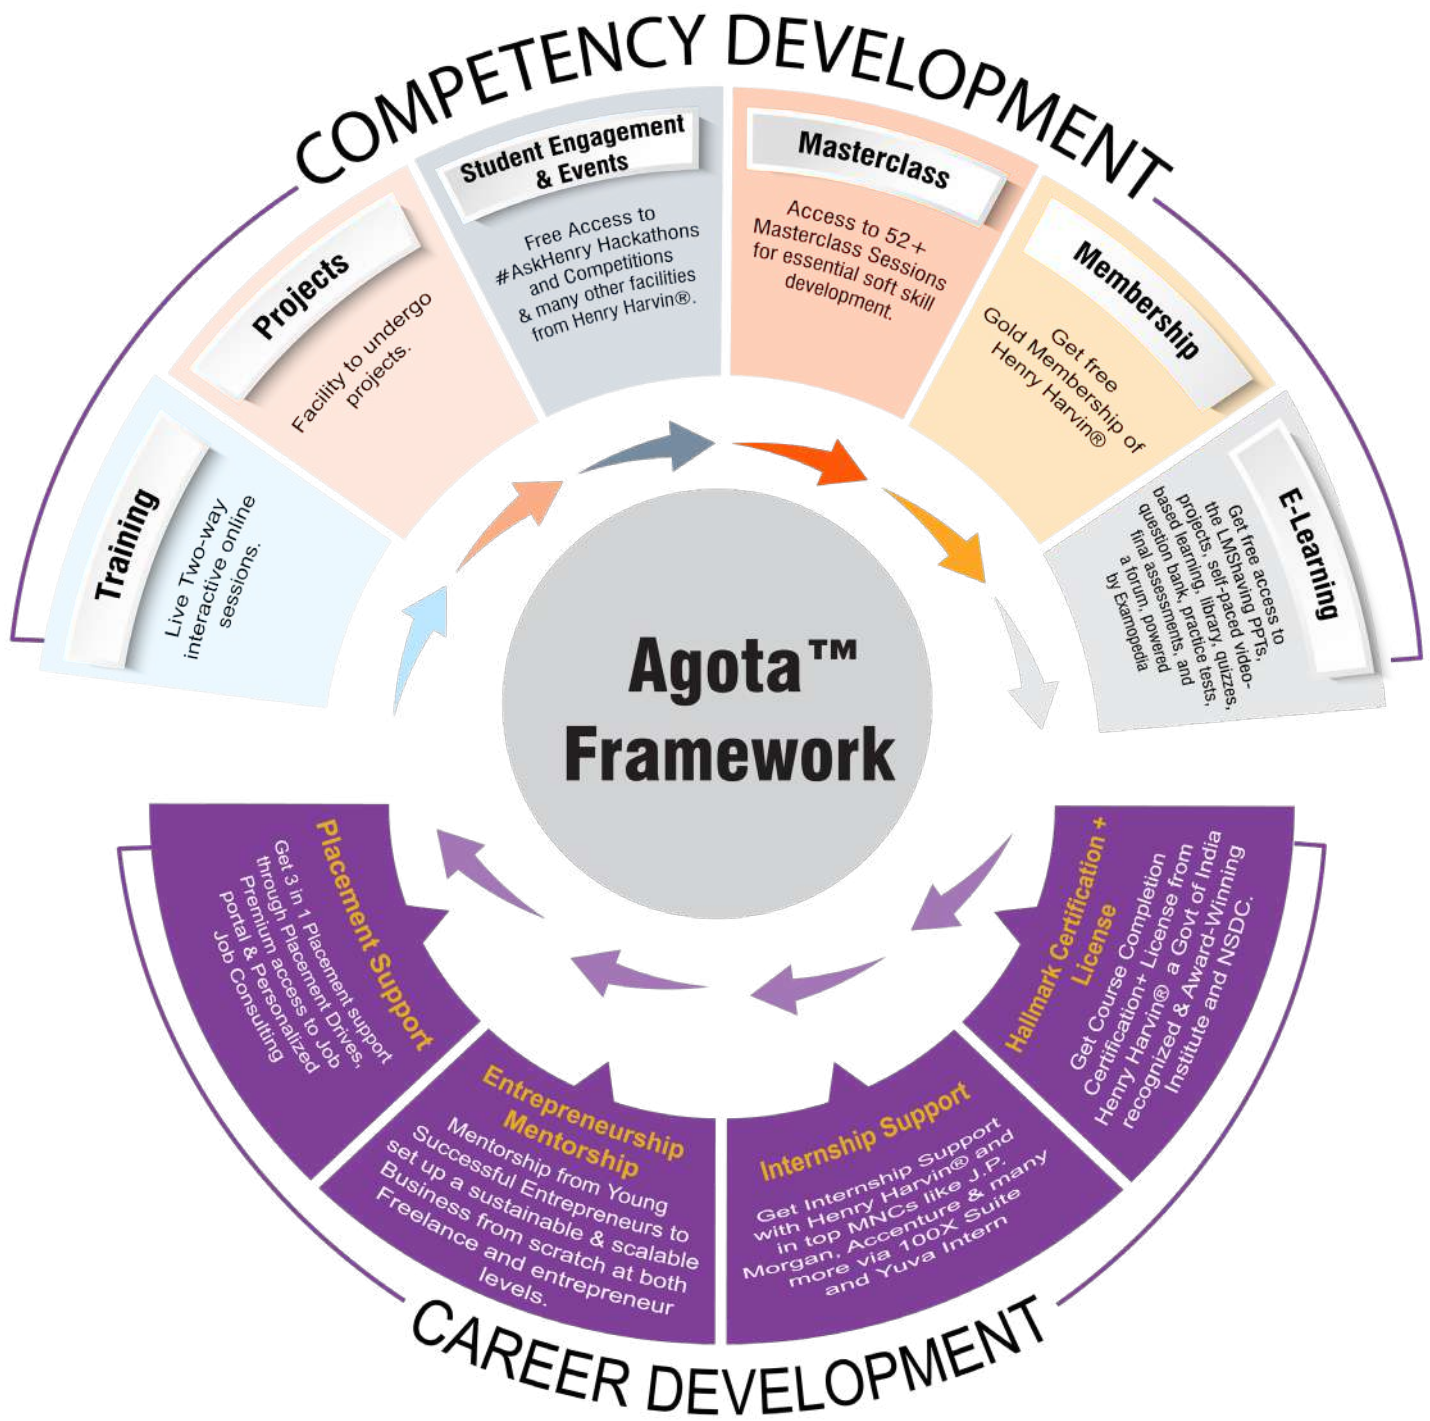 COMPETENCY DEVELOPMENT
Training
Live Two-way
interactive online
sessions.
Projects
Facility to undergo
projects.
Student Engagement
& Events
Free Access to
#AskHenry Hackathons
and Competitions
& many other facilities
from Henry Harvin®.
Masterclass
Access to 52+
Masterclass Sessions
for essential soft skill
development.
Membership
Get free
Gold Membership of
Henry Harvin®
E-Learning
Get free access to
the LMShaving PPTs,
projects, self-paced video-
based learning, library, quizzes,
question bank, practice tests,
final assessments, and
a forum, powered
by Examopedia
Agota™
Framework
Hallmark Certification +
License
Get Course Completion
Certification+ License from
Henry Harvin® a Govt of India
recognized & Award-Winning
Institute and NSDC.
Internship Support
Get Internship Support
with Henry Harvin® and
in top MNCs like J.P.
Morgan, Accenture & many
more via 100X Suite
and Yuva Intern
Entrepreneurship
Mentorship
Mentorship from Young
Successful Entrepreneurs to
set up a sustainable & scalable
Business from scratch at both
Freelance and entrepreneur
levels.
Placement Support
Get 3 in 1 Placement support
through Placement Drives,
Premium access to Job
portal & Personalized
Job Consulting
CAREER DEVELOPMENT